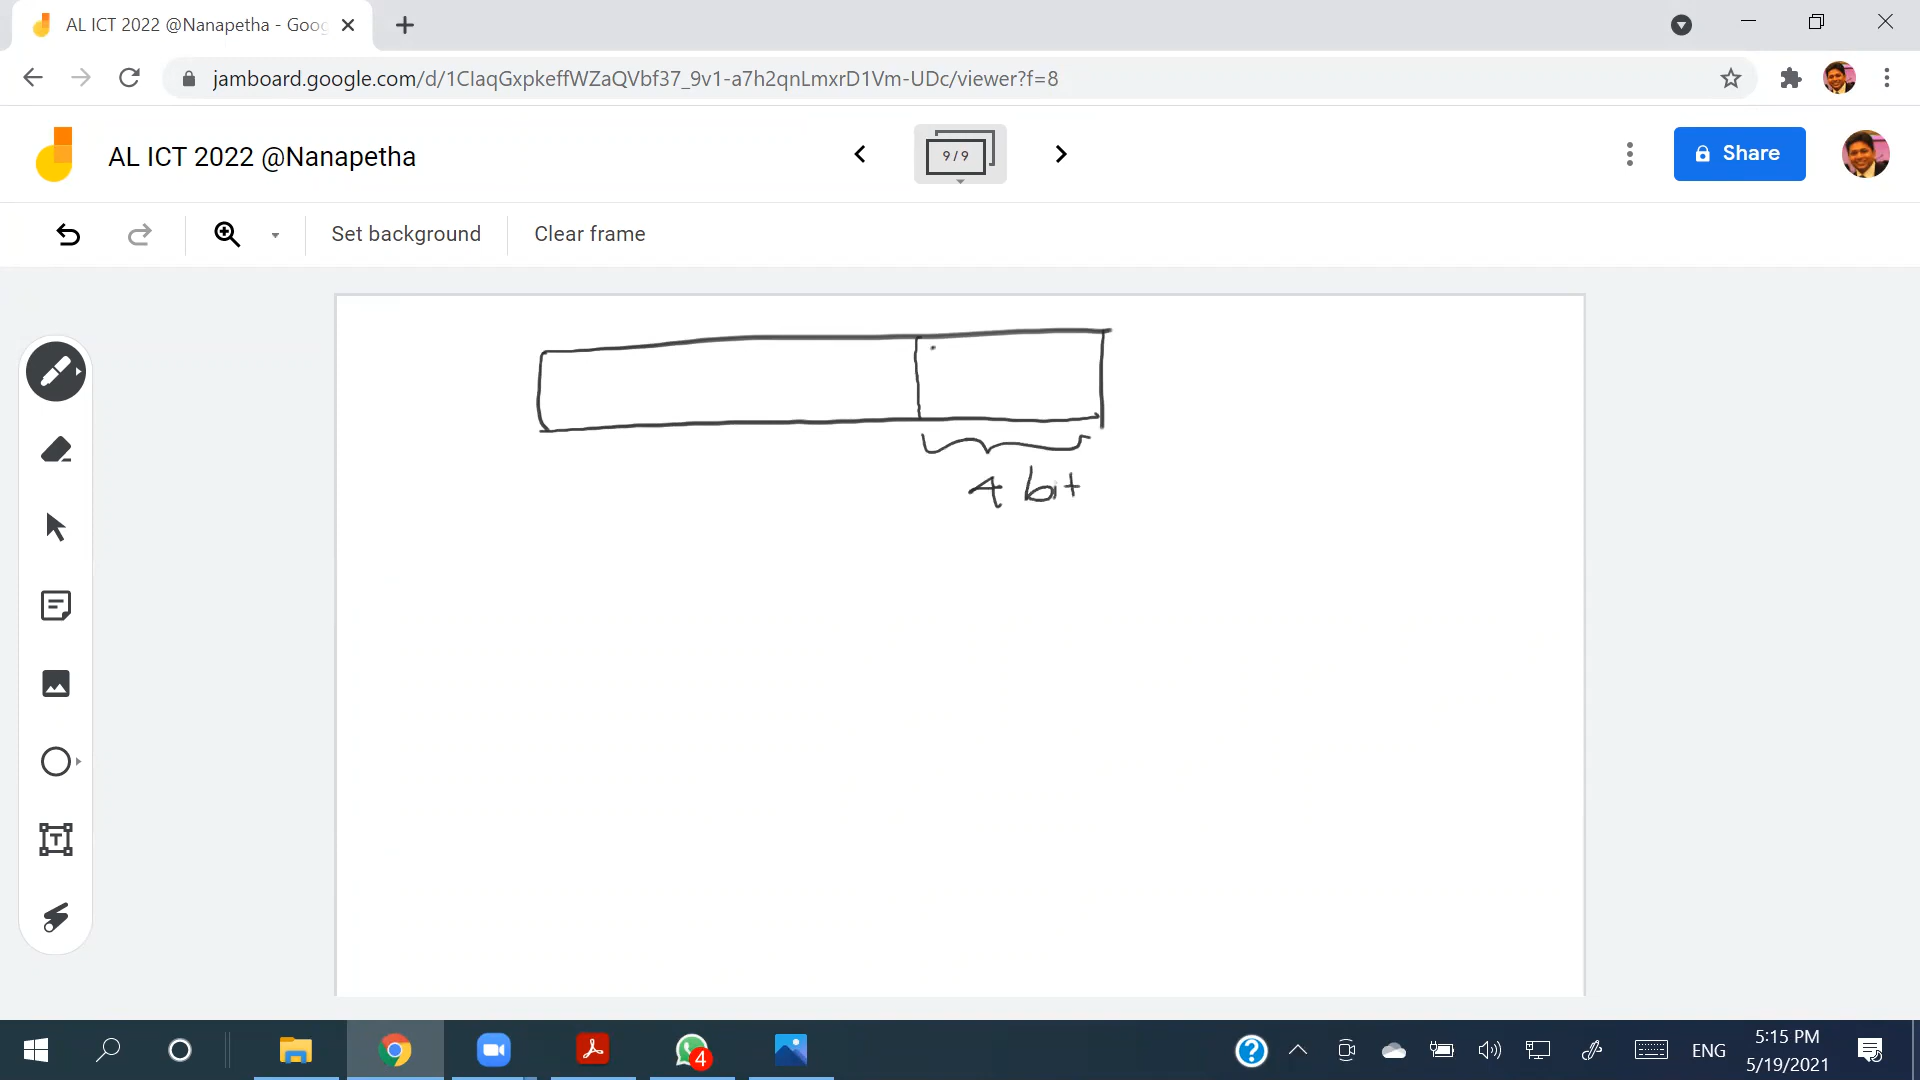 AL ICT 2022 @Nanapetha - Goog
jamboard.google.com/d/1CIaqGxpkeffWZaQVbf37_9v1-a7h2qnLmxrD1Vm-UDc/viewer?f=8
AL ICT 2022 @Nanapetha
9 / 9
Share
Set background
Clear frame
4 bit
4
ENG
5:15 PM
5/19/2021